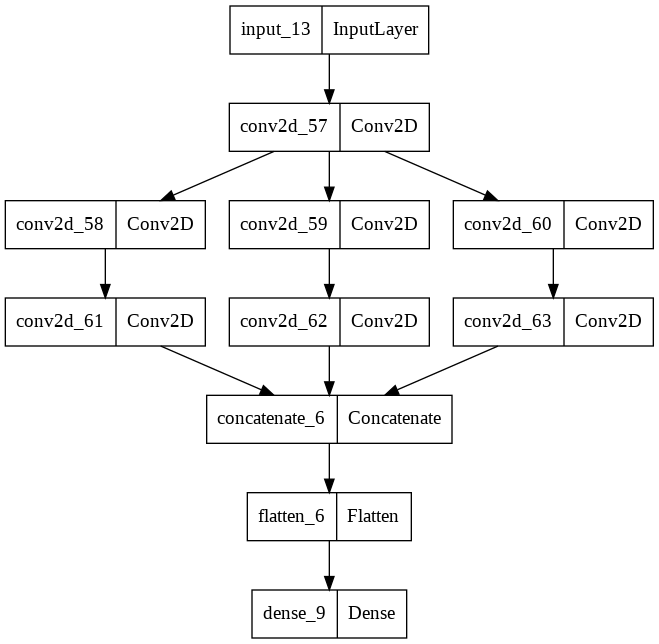 input_13 InputLayer
conv2d_57 Conv2D
conv2d_58 Conv2D conv2d_59 Conv2D conv2d_60 Conv2D
conv2d_61 Conv2D conv2d_62 Conv2D conv2d_63 Conv2D
concatenate_6 Concatenate
flatten_6 Flatten
dense_9 Dense